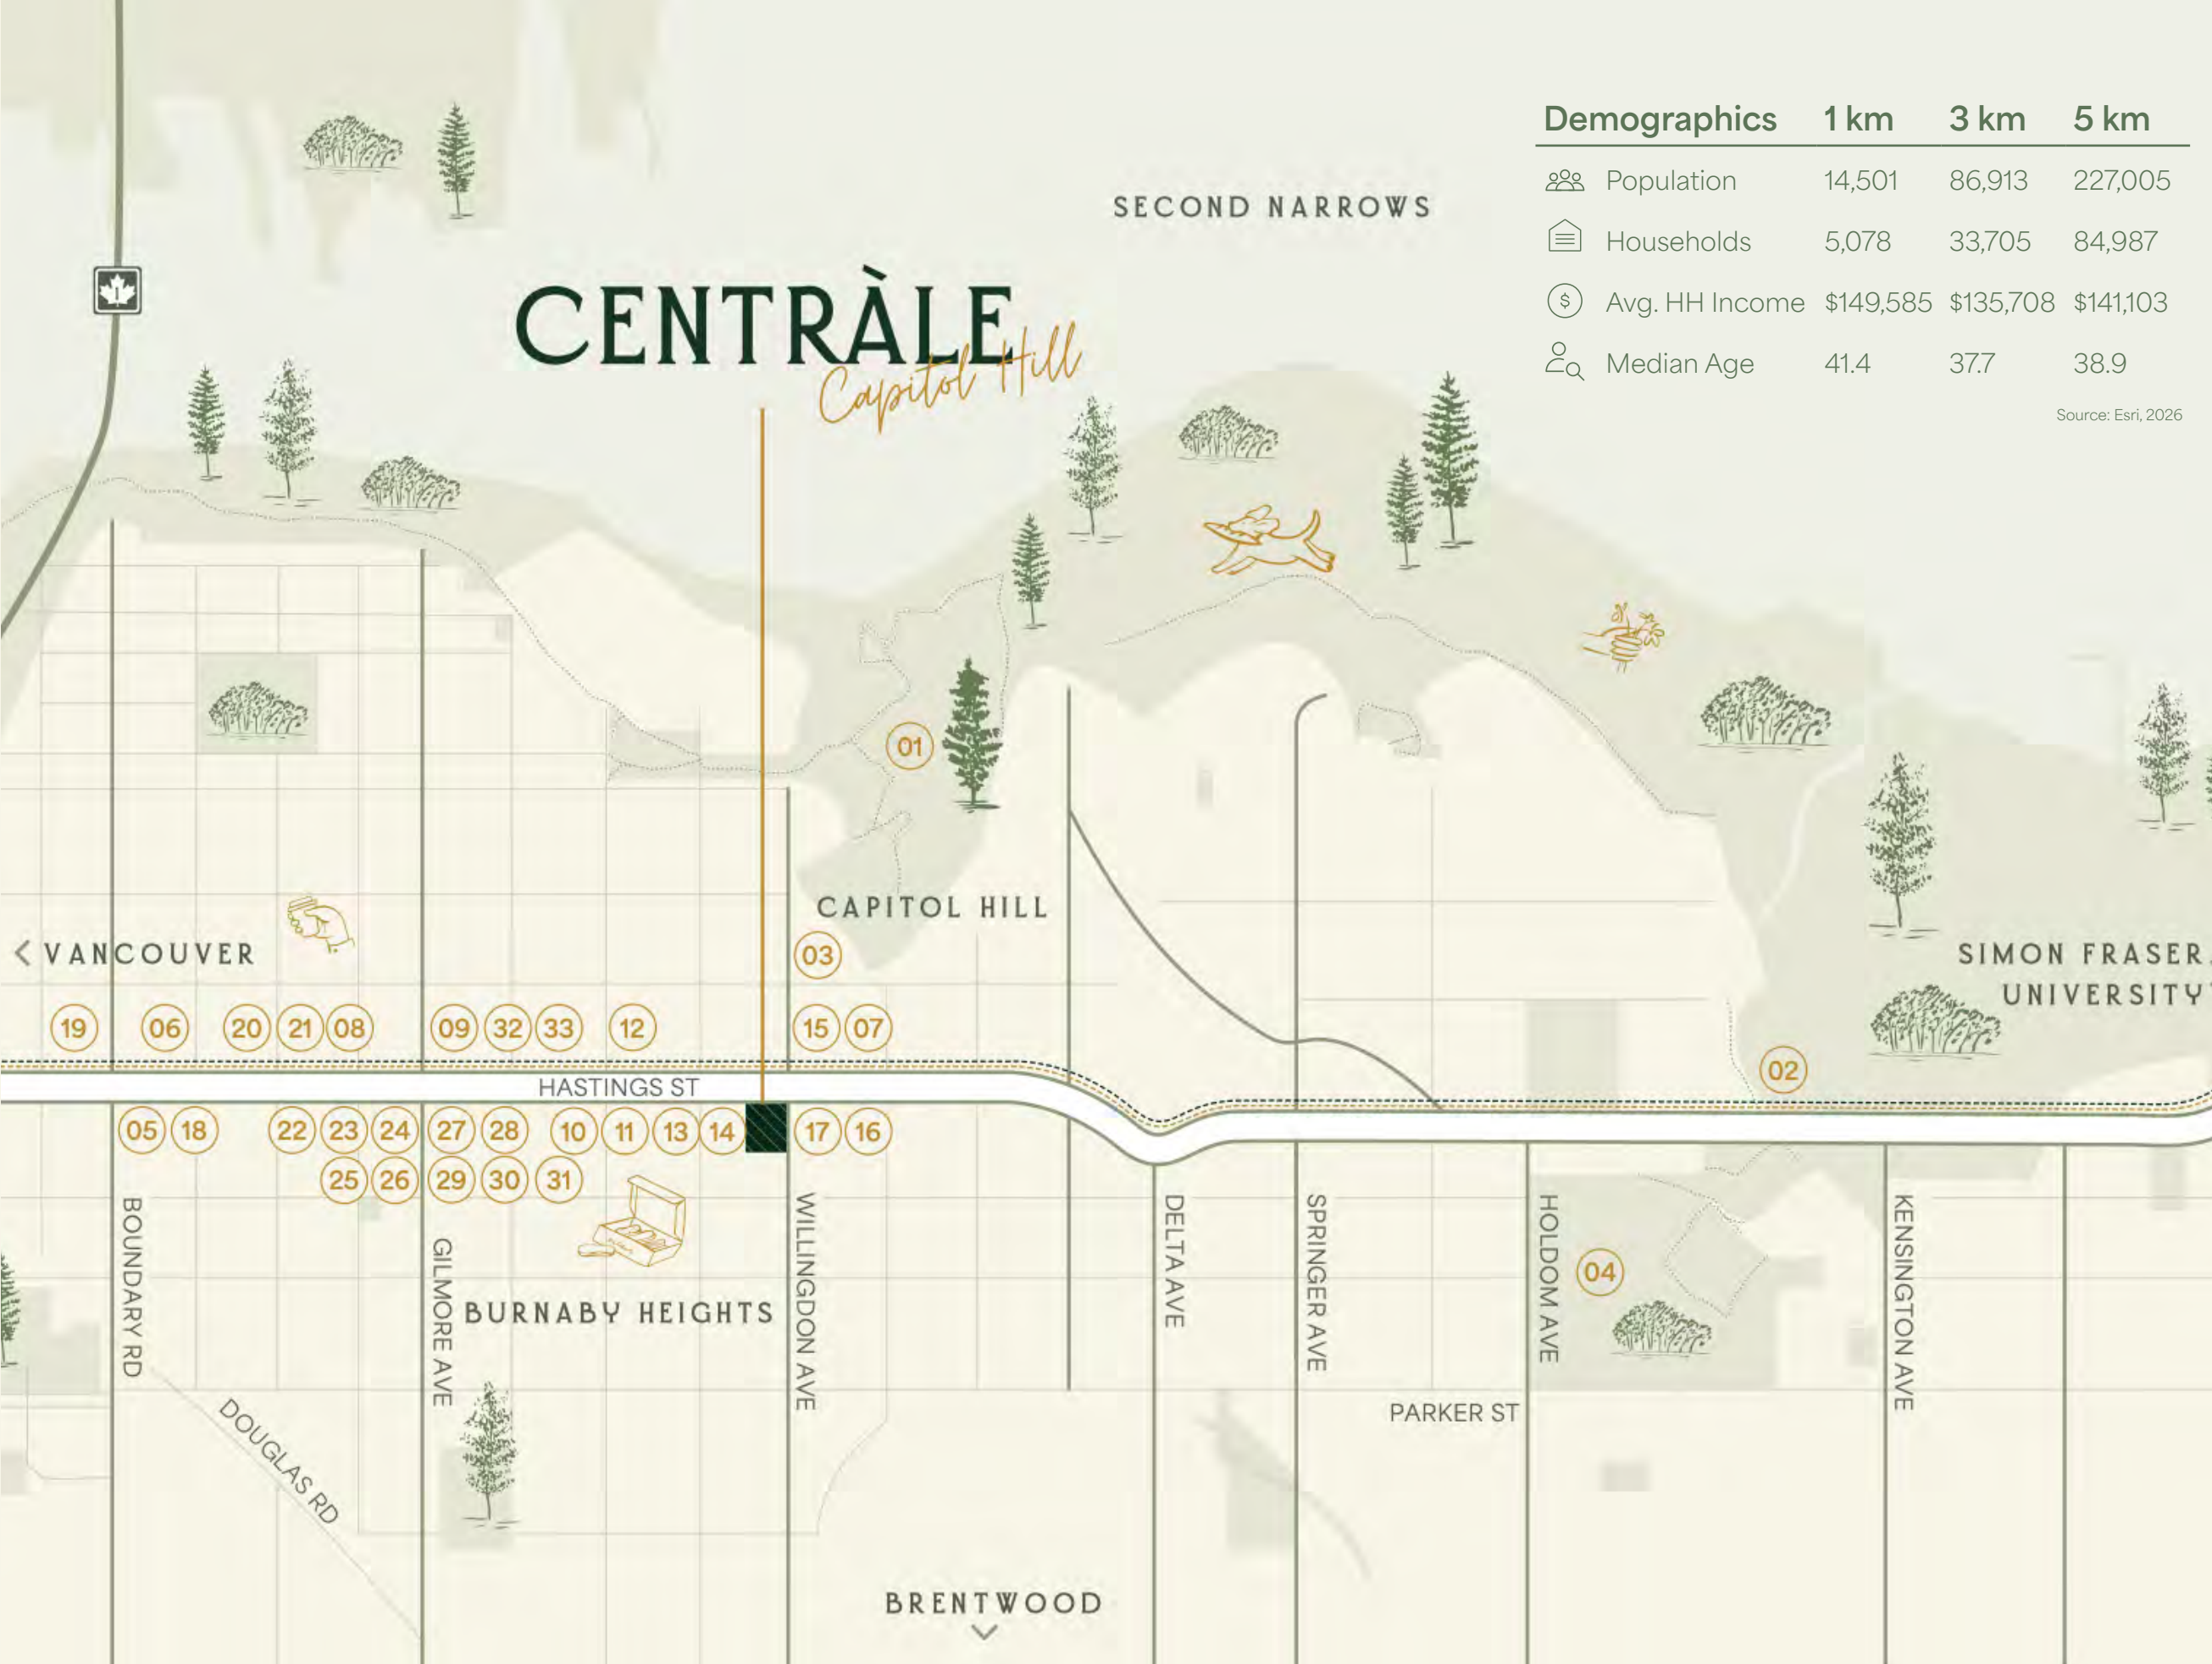 Demographics 1 km 3 km 5 km
Population 14,501 86,913 227,005
Households 5,078 33,705 84,987
$ Avg. HH Income $149,585 $135,708 $141,103
Median Age 41.4 37.7 38.9
Source: Esri, 2026
SECOND NARROWS
1
CENTRÀLE
Capitol Hill
01
CAPITOL HILL
< VANCOUVER
03
SIMON FRASER
UNIVERSITY
19 06 20 21 08 09 32 33 12 15 07
02
HASTINGS ST
05 18 22 23 24 27 28 10 11 13 14 17 16
25 26 29 30 31
BOUNDARY RD
GILMORE AVE
WILLINGDON AVE
DELTA AVE
SPRINGER AVE
HOLDOM AVE
04
KENSINGTON AVE
BURNABY HEIGHTS
PARKER ST
DOUGLAS RD
BRENTWOOD